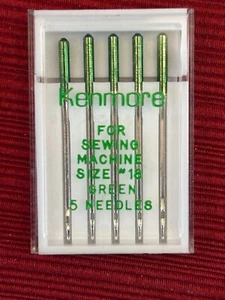 Kenmore
FOR
SEWING
MACHINE
SIZE #18
GREEN
5 NEEDLES